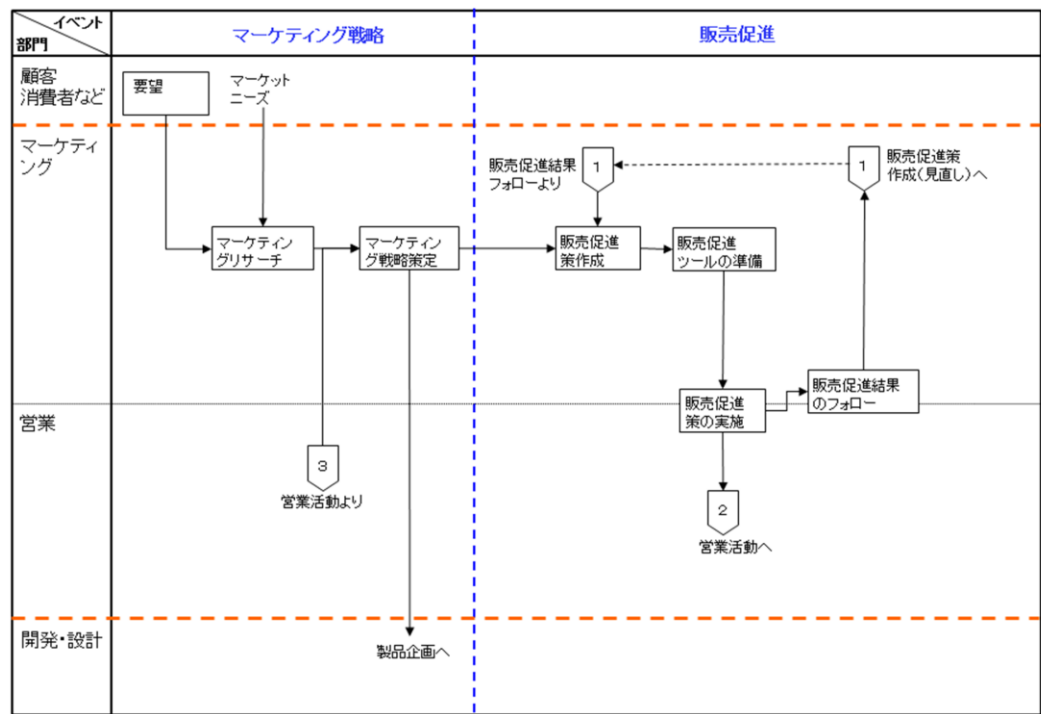 イベント
部門
マーケティング戦略
販売促進
顧客
消費者など
要望
マーケット
ニーズ
マーケティ
ング
販売促進結果
フォローより
1
1
販売促進策
作成(見直し)へ
マーケティン
グリサーチ
マーケティン
グ戦略策定
販売促進
策作成
販売促進
ツールの準備
販売促進結果
のフォロー
販売促進
策の実施
営業
3
営業活動より
2
営業活動へ
開発・設計
製品企画へ